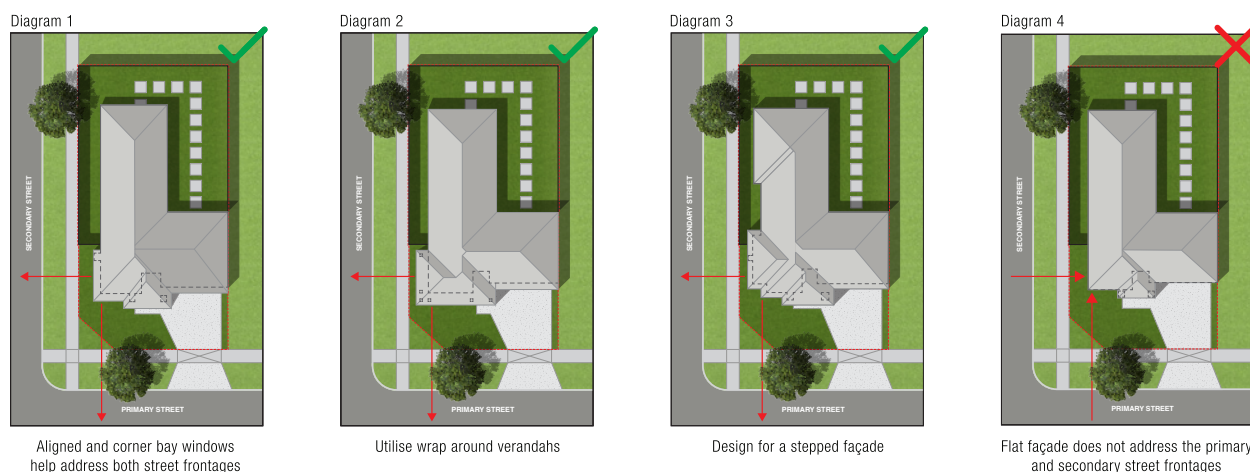 Diagram 1
SECONDARY STREET
PRIMARY STREET
Aligned and corner bay windows
help address both street frontages
Diagram 2
SECONDARY STREET
PRIMARY STREET
Utilise wrap around verandahs
Diagram 3
SECONDARY STREET
PRIMARY STREET
Design for a stepped façade
Diagram 4
SECONDARY STREET
PRIMARY STREET
Flat façade does not address the primary
and secondary street frontages